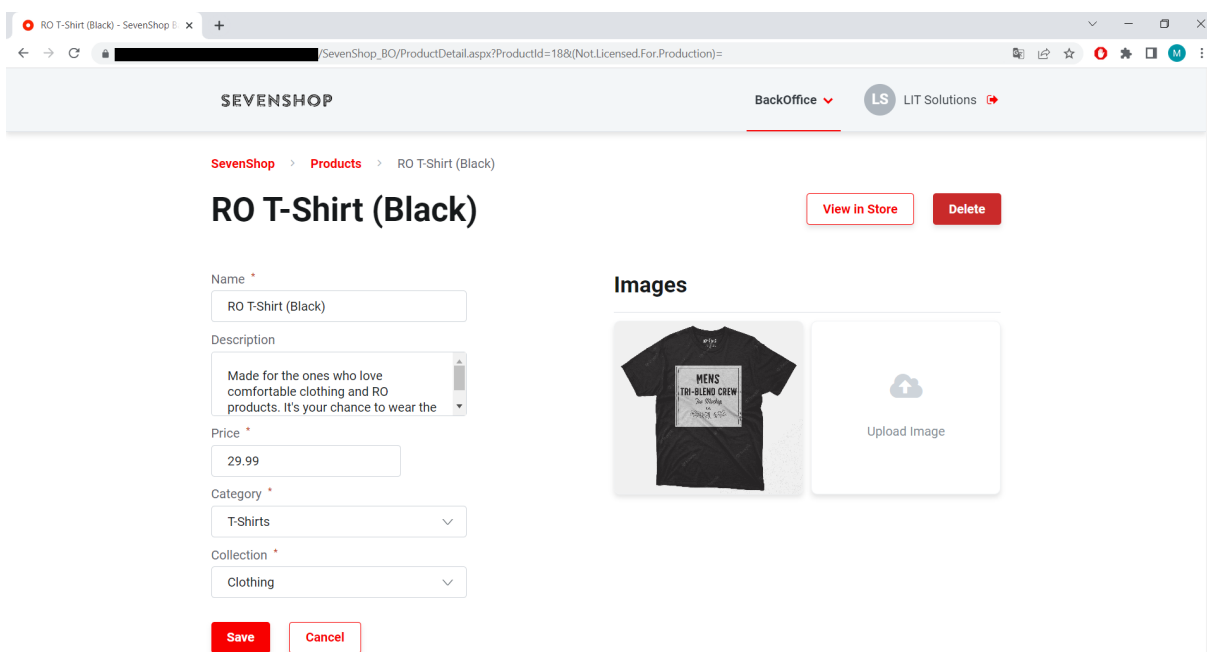 RO T-Shirt (Black) - SevenShop B
/SevenShop_BO/ProductDetail.aspx?ProductId=18&(Not.Licensed.For.Production)=
M
SEVENSHOP
BackOffice
LS
LIT Solutions
SevenShop > Products > RO T-Shirt (Black)
RO T-Shirt (Black)
View in Store
Delete
Name *
RO T-Shirt (Black)
Description
Made for the ones who love
comfortable clothing and RO
products. It's your chance to wear the
Price *
29.99
Category *
T-Shirts
Collection *
Clothing
Save
Cancel
Images
MENS
TRI-BLEND CREW
Tee Mockup
Upload Image